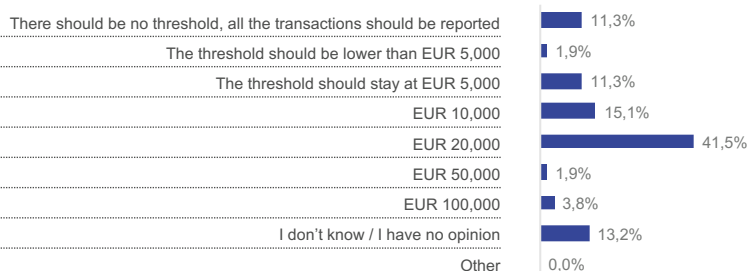 There should be no threshold, all the transactions should be reported 11,3%
The threshold should be lower than EUR 5,000 1,9%
The threshold should stay at EUR 5,000 11,3%
EUR 10,000 15,1%
EUR 20,000 41,5%
EUR 50,000 1,9%
EUR 100,000 3,8%
I don’t know / I have no opinion 13,2%
Other 0,0%